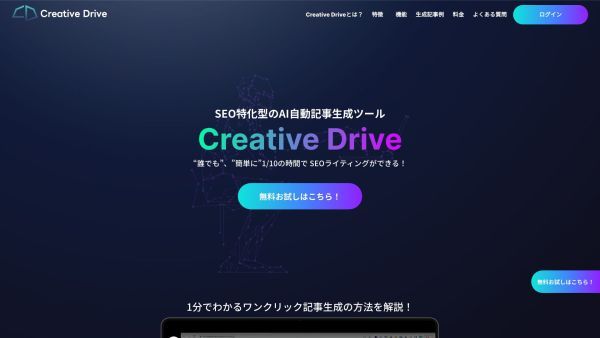 Creative Drive
Creative Driveとは？ 特徴 機能 生成記事例 料金 よくある質問 ログイン
SEO特化型のAI自動記事生成ツール
Creative Drive
“誰でも”、”簡単に”1/10の時間で SEOライティングができる！
無料お試しはこちら！
無料お試しはこちら！
1分でわかるワンクリック記事生成の方法を解説！